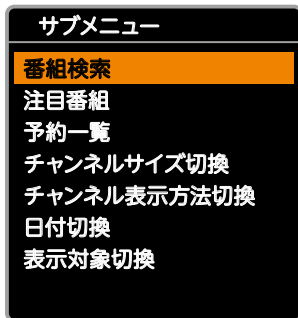 サブメニュー
番組検索
注目番組
予約一覧
チャンネルサイズ切換
チャンネル表示方法切換
日付切換
表示対象切換